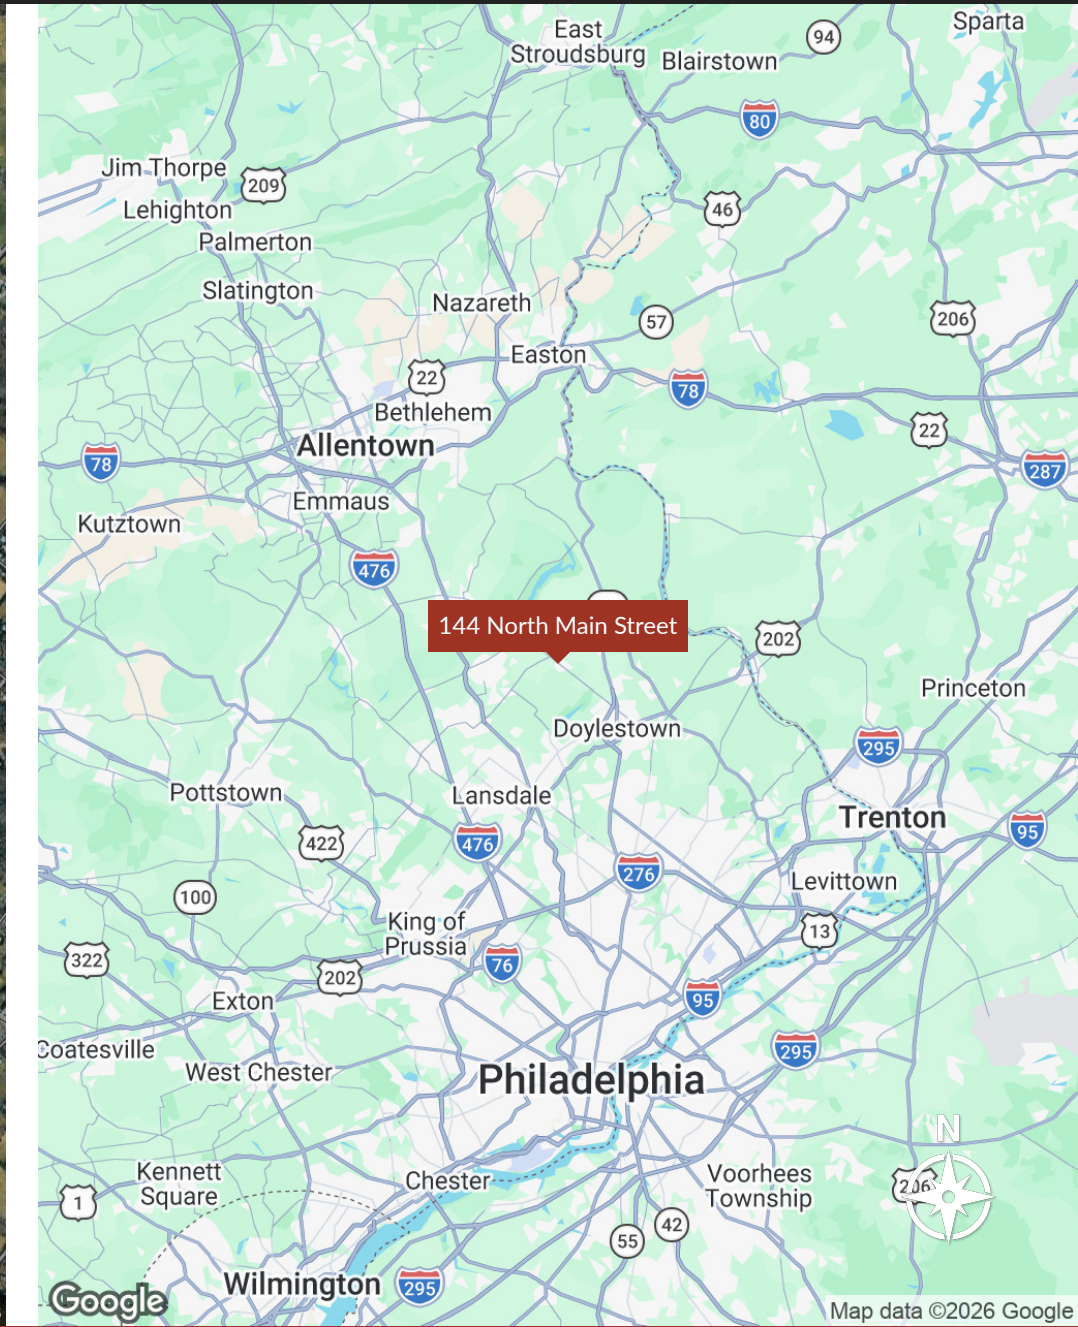 East
Stroudsburg
Blairstown
94
Sparta
80
Jim Thorpe
209
Lehighton
46
Palmerton
Slatington
Nazareth
57
206
Easton
22
78
Bethlehem
22
Allentown
78
287
Emmaus
Kutztown
476
144 North Main Street
202
Princeton
Doylestown
295
Pottstown
Lansdale
Trenton
422
476
95
276
Levittown
100
King of
Prussia
13
322
202
76
Exton
95
Coatesville
295
West Chester
Philadelphia
N
Kennett
Square
Chester
Voorhees
Township
206
1
42
55
Wilmington
295
Google
Map data ©2026 Google